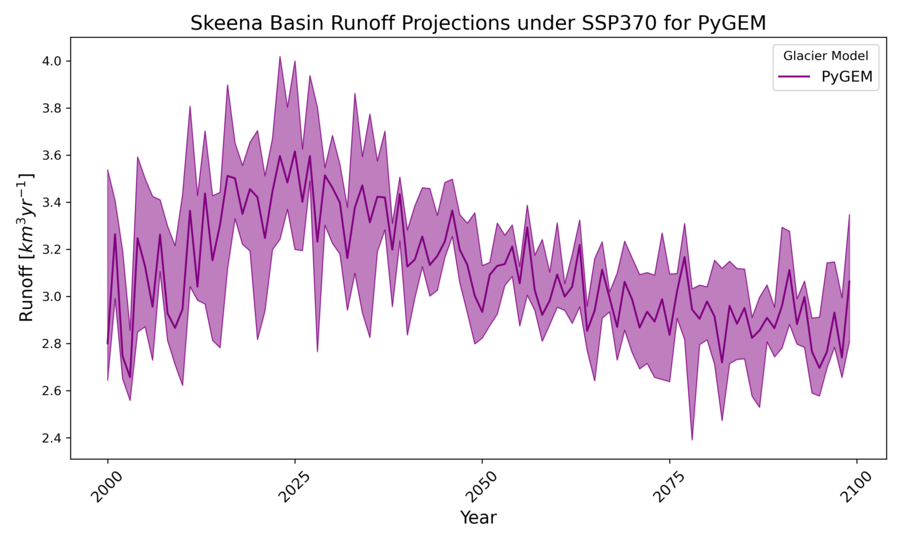 Skeena Basin Runoff Projections under SSP370 for PyGEM
Glacier Model
PyGEM
4.0
3.8
3.6
3.4
3.2
3.0
2.8
2.6
2.4
Runoff [km³yr⁻¹]
2000
2025
2050
2075
2100
Year